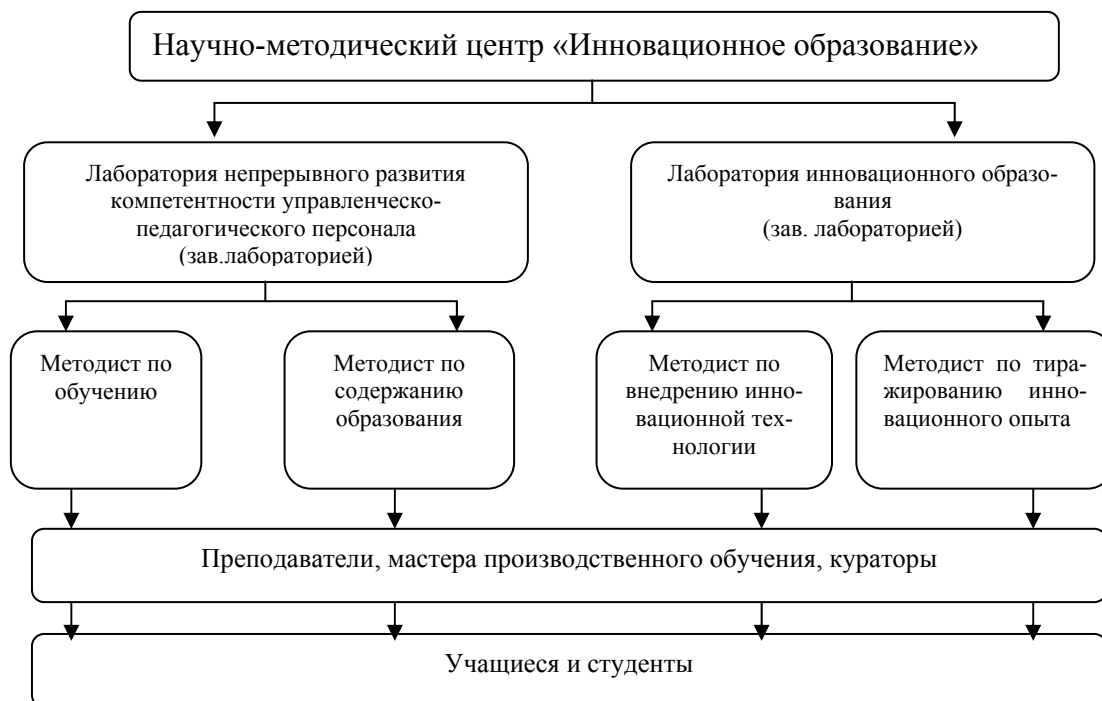 Научно-методический центр «Инновационное образование»
Лаборатория непрерывного развития
компетентности управленческо-
педагогического персонала
(зав.лабораторией)
Лаборатория инновационного образо-
вания
(зав. лабораторией)
Методист по
обучению
Методист по
содержанию
образования
Методист по
внедрению инно-
вационной тех-
нологии
Методист по тира-
жированию инно-
вационного опыта
Преподаватели, мастера производственного обучения, кураторы
Учащиеся и студенты